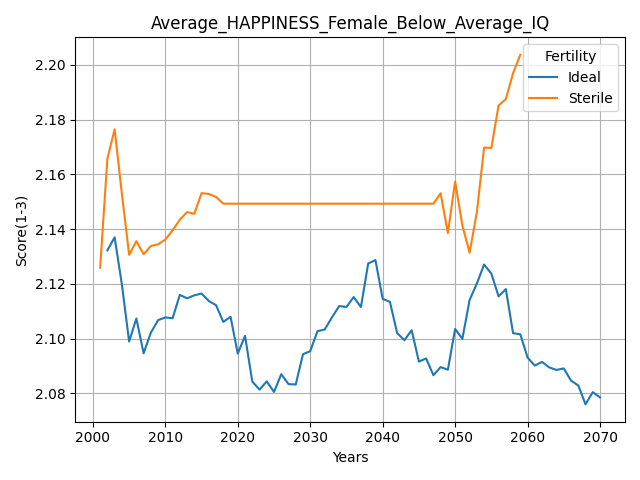 Average_HAPPINESS_Female_Below_Average_IQ
Fertility
Ideal
Sterile
2.20
2.18
2.16
2.14
2.12
2.10
2.08
Score(1-3)
2000 2010 2020 2030 2040 2050 2060 2070
Years